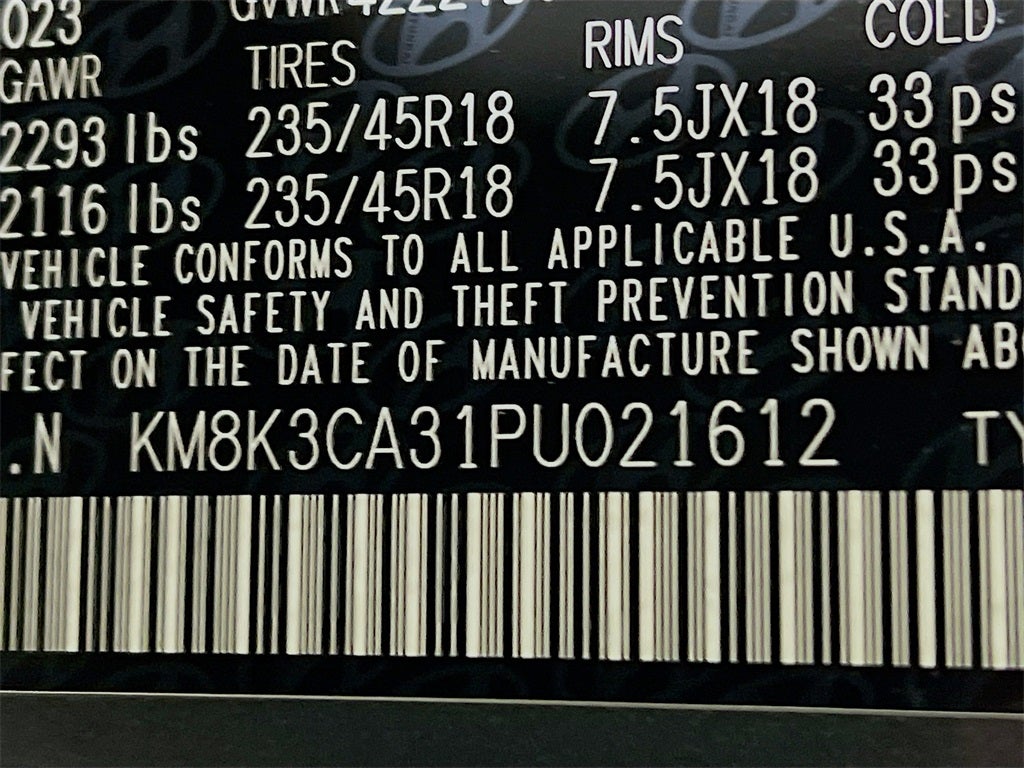 023 GVWR 4222 lbs
GAWR TIRES RIMS COLD
2293 lbs 235/45R18 7.5JX18 33 ps
2116 lbs 235/45R18 7.5JX18 33 ps
VEHICLE CONFORMS TO ALL APPLICABLE U.S.A.
VEHICLE SAFETY AND THEFT PREVENTION STAND
FECT ON THE DATE OF MANUFACTURE SHOWN AB
.N KM8K3CA31PU021612 TY